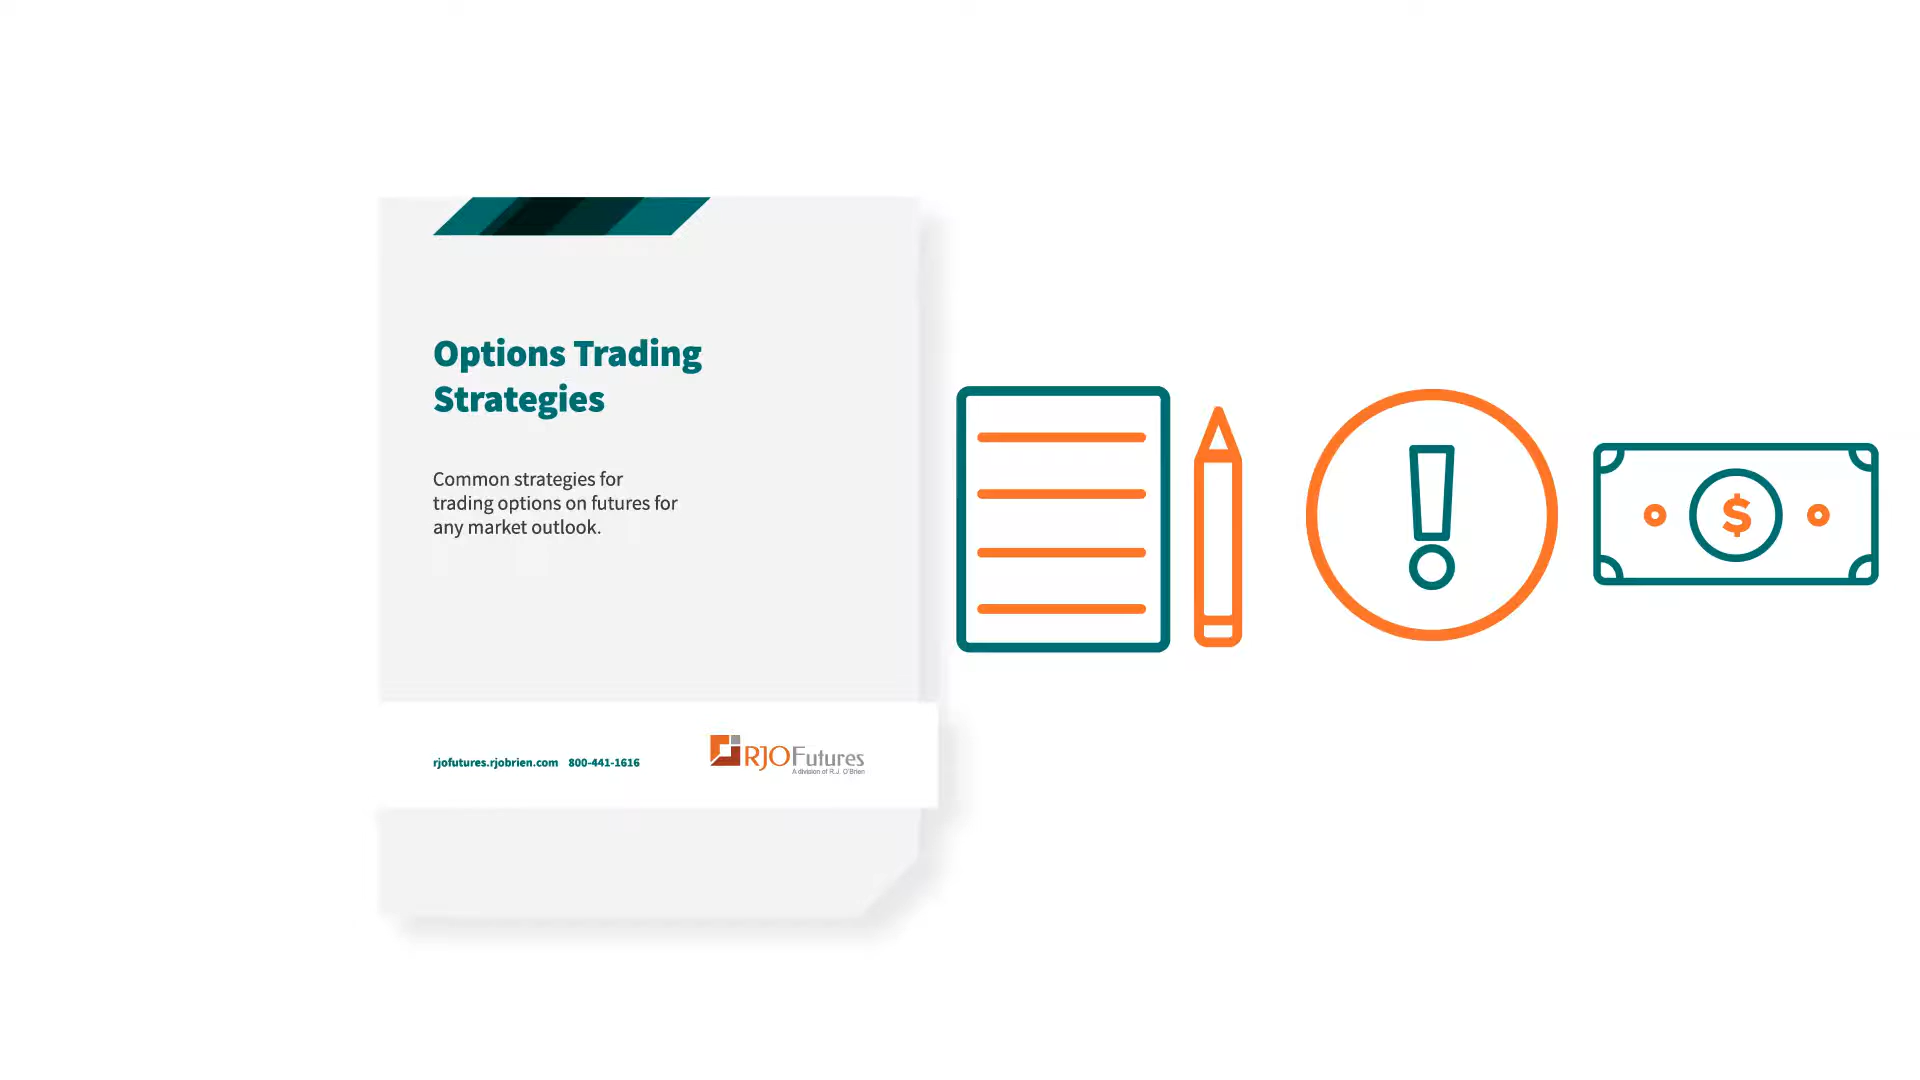 Options Trading
Strategies
Common strategies for
trading options on futures for
any market outlook.
rjofutures.rjobrien.com 800-441-1616
RJOFutures
A division of R.J. O'Brien
$